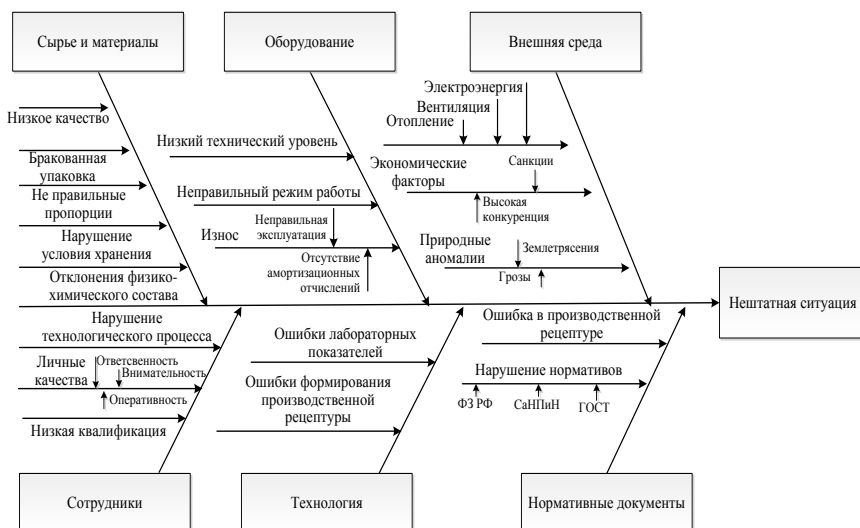 Сырье и материалы
Оборудование
Внешняя среда
Низкое качество
Бракованная
упаковка
Не правильные
пропорции
Нарушение
условия хранения
Отклонения физико-
химического состава
Низкий технический уровень
Неправильный режим работы
Износ
Неправильная
эксплуатация
Отсутствие
амортизационных
отчислений
Электроэнергия
Вентиляция
Отопление
Экономические
факторы
Санкции
Высокая
конкуренция
Природные
аномалии
Землетрясения
Грозы
Нештатная ситуация
Нарушение
технологического процесса
Личные
качества
Ответсвенность
Внимательность
Оперативность
Низкая квалификация
Ошибки лабораторных
показателей
Ошибки формирования
производственной
рецептуры
Ошибка в производственной
рецептуре
Нарушение нормативов
ФЗ РФ
СаНПиН
ГОСТ
Сотрудники
Технология
Нормативные документы